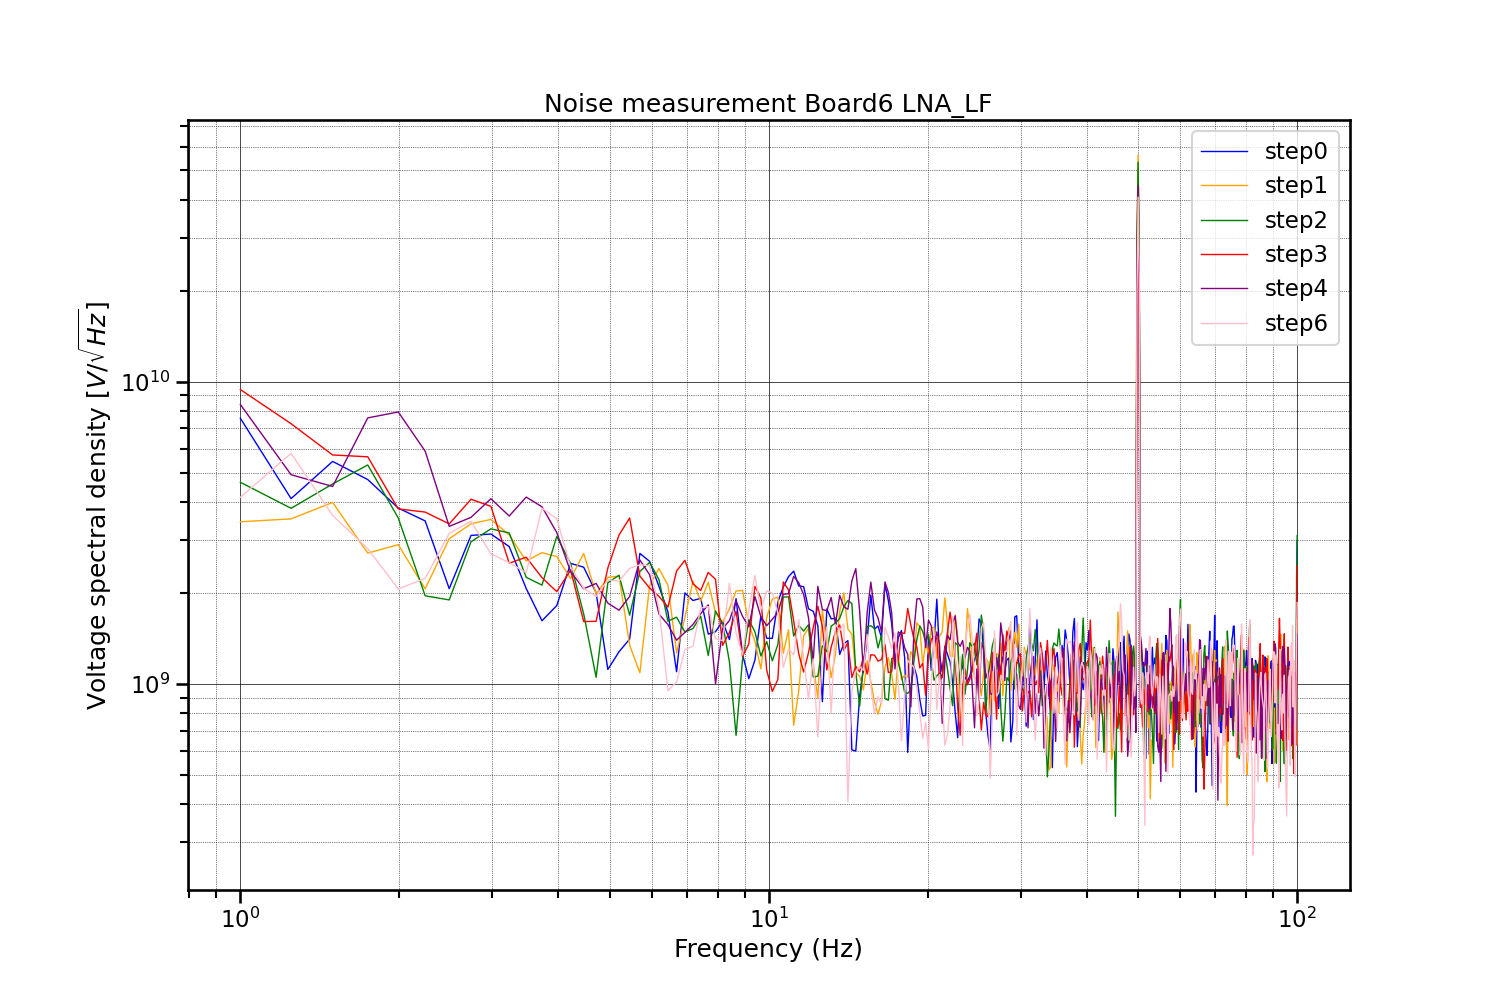 Noise measurement Board6 LNA_LF
Voltage spectral density [V/√Hz]
10¹⁰
10⁹
step0
step1
step2
step3
step4
step6
10⁰ 10¹ 10²
Frequency (Hz)